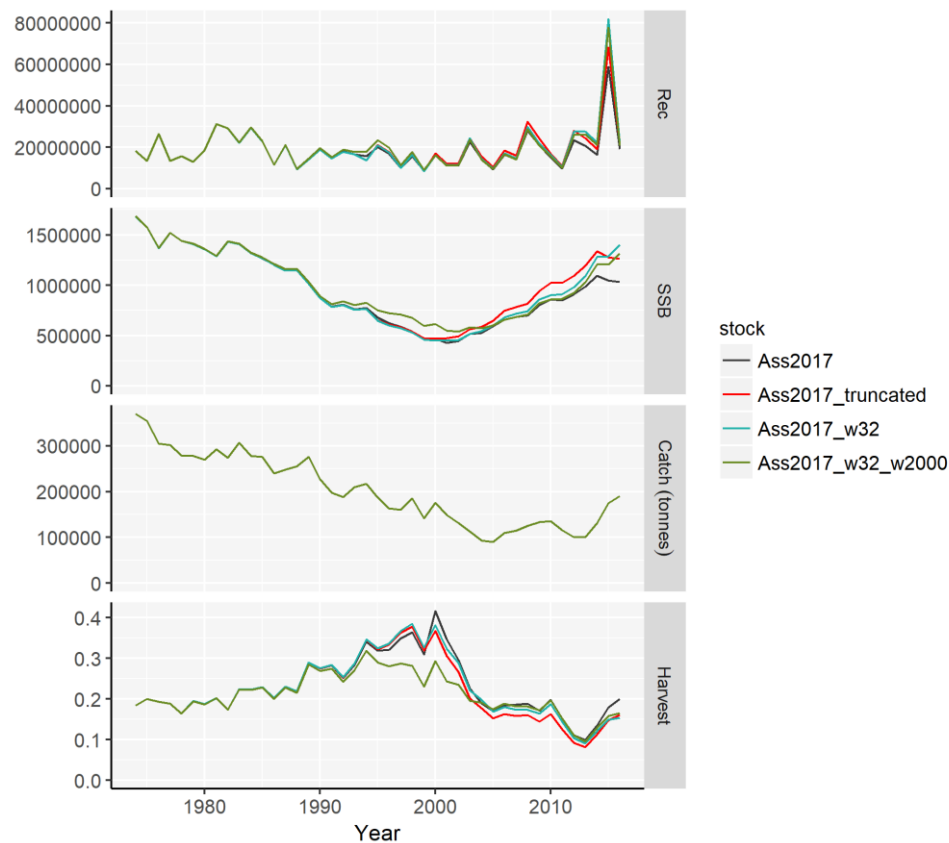 80000000
60000000
40000000
20000000
0
Rec
1500000
1000000
500000
0
SSB
300000
200000
100000
0
Catch (tonnes)
0.4
0.3
0.2
0.1
0.0
Harvest
1980
1990
2000
2010
Year
stock
Ass2017
Ass2017_truncated
Ass2017_w32
Ass2017_w32_w2000